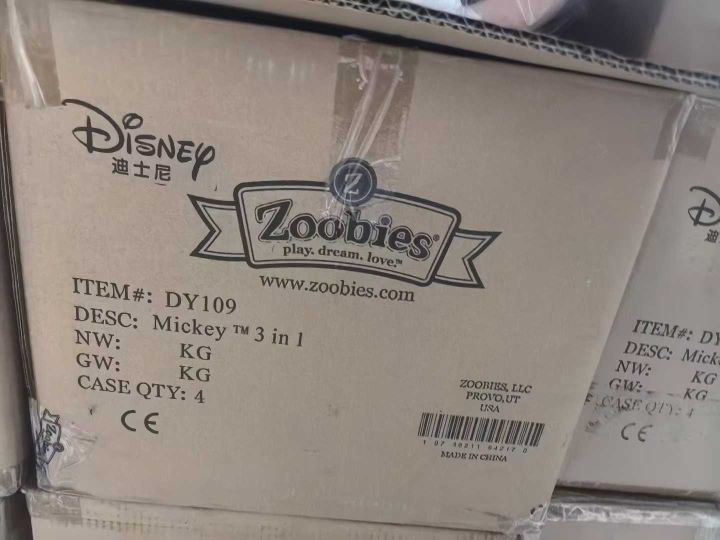 DISNEY
迪士尼
Z
Zoobies®
play. dream. love.™
www.zoobies.com
ITEM#: DY109
DESC: Mickey ™ 3 in 1
NW: KG
GW: KG
CASE QTY: 4
CE
ZOOBIES, LLC
PROVO, UT
USA
MADE IN CHINA
D
迪
ITEM#: DY
DESC: Mick
NW: KG
GW: KG
CASE QTY: 4
CE